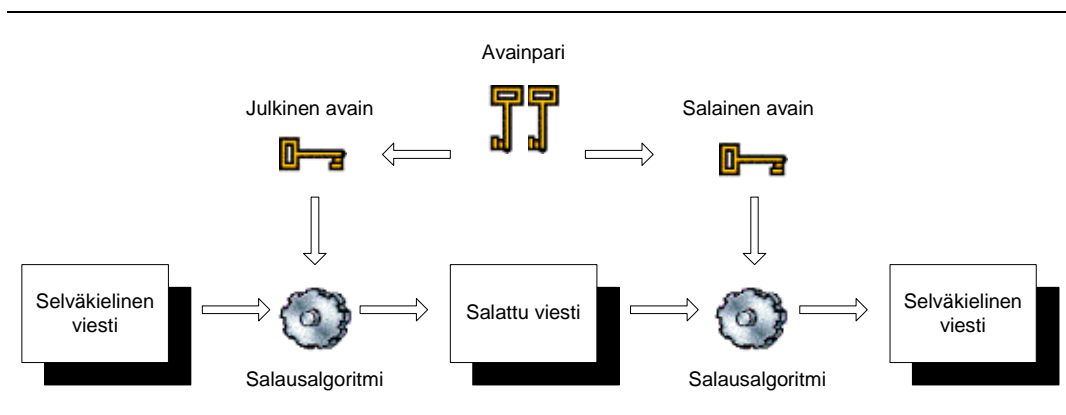 Avainpari
Julkinen avain
Salainen avain
Selväkielinen
viesti
Salattu viesti
Selväkielinen
viesti
Salausalgoritmi
Salausalgoritmi